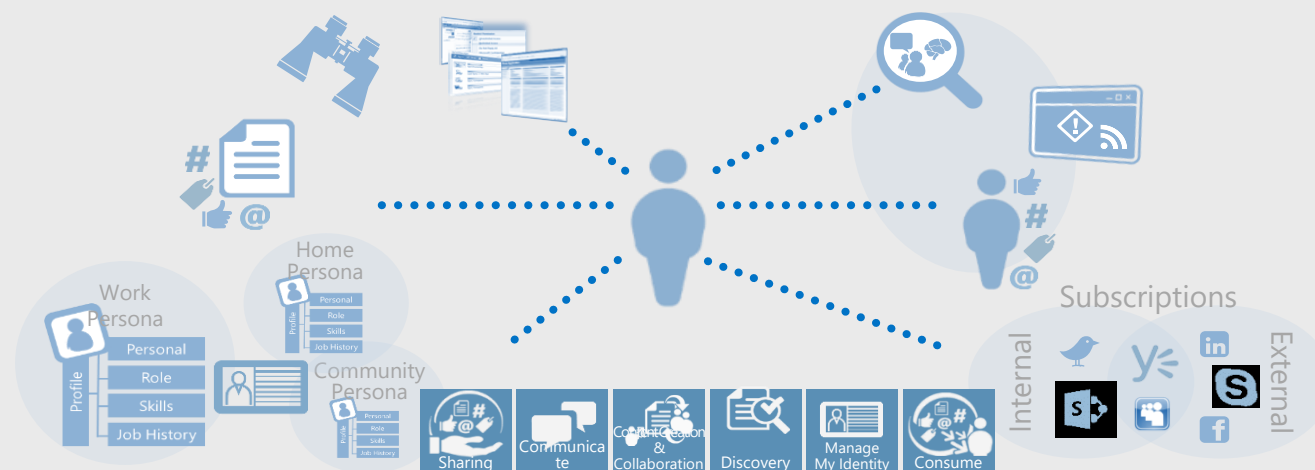 #
@
Home
Persona
Profile
Personal
Role
Skills
Job History
Work
Persona
Profile
Personal
Role
Skills
Job History
Community
Persona
Profile
Personal
Role
Skills
Job History
#
@
Sharing
Communica
te
Content Creation
&
Collaboration
Discovery
Manage
My Identity
#
@
Consume
#
@
Subscriptions
Internal
External
in
S
S
f